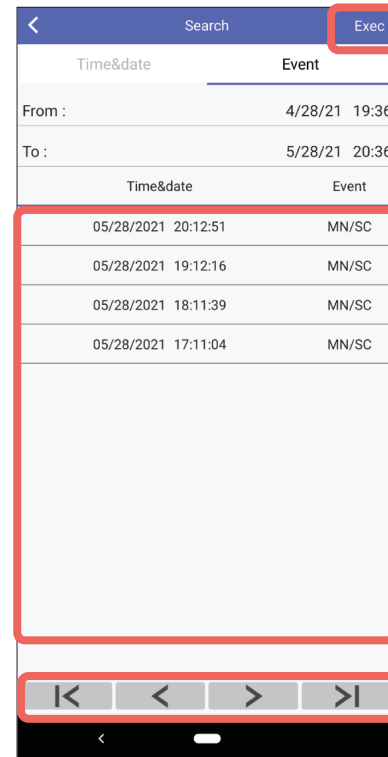 Search Exec
Time&date Event
From : 4/28/21 19:36
To : 5/28/21 20:36
Time&date Event
05/28/2021 20:12:51 MN/SC
05/28/2021 19:12:16 MN/SC
05/28/2021 18:11:39 MN/SC
05/28/2021 17:11:04 MN/SC